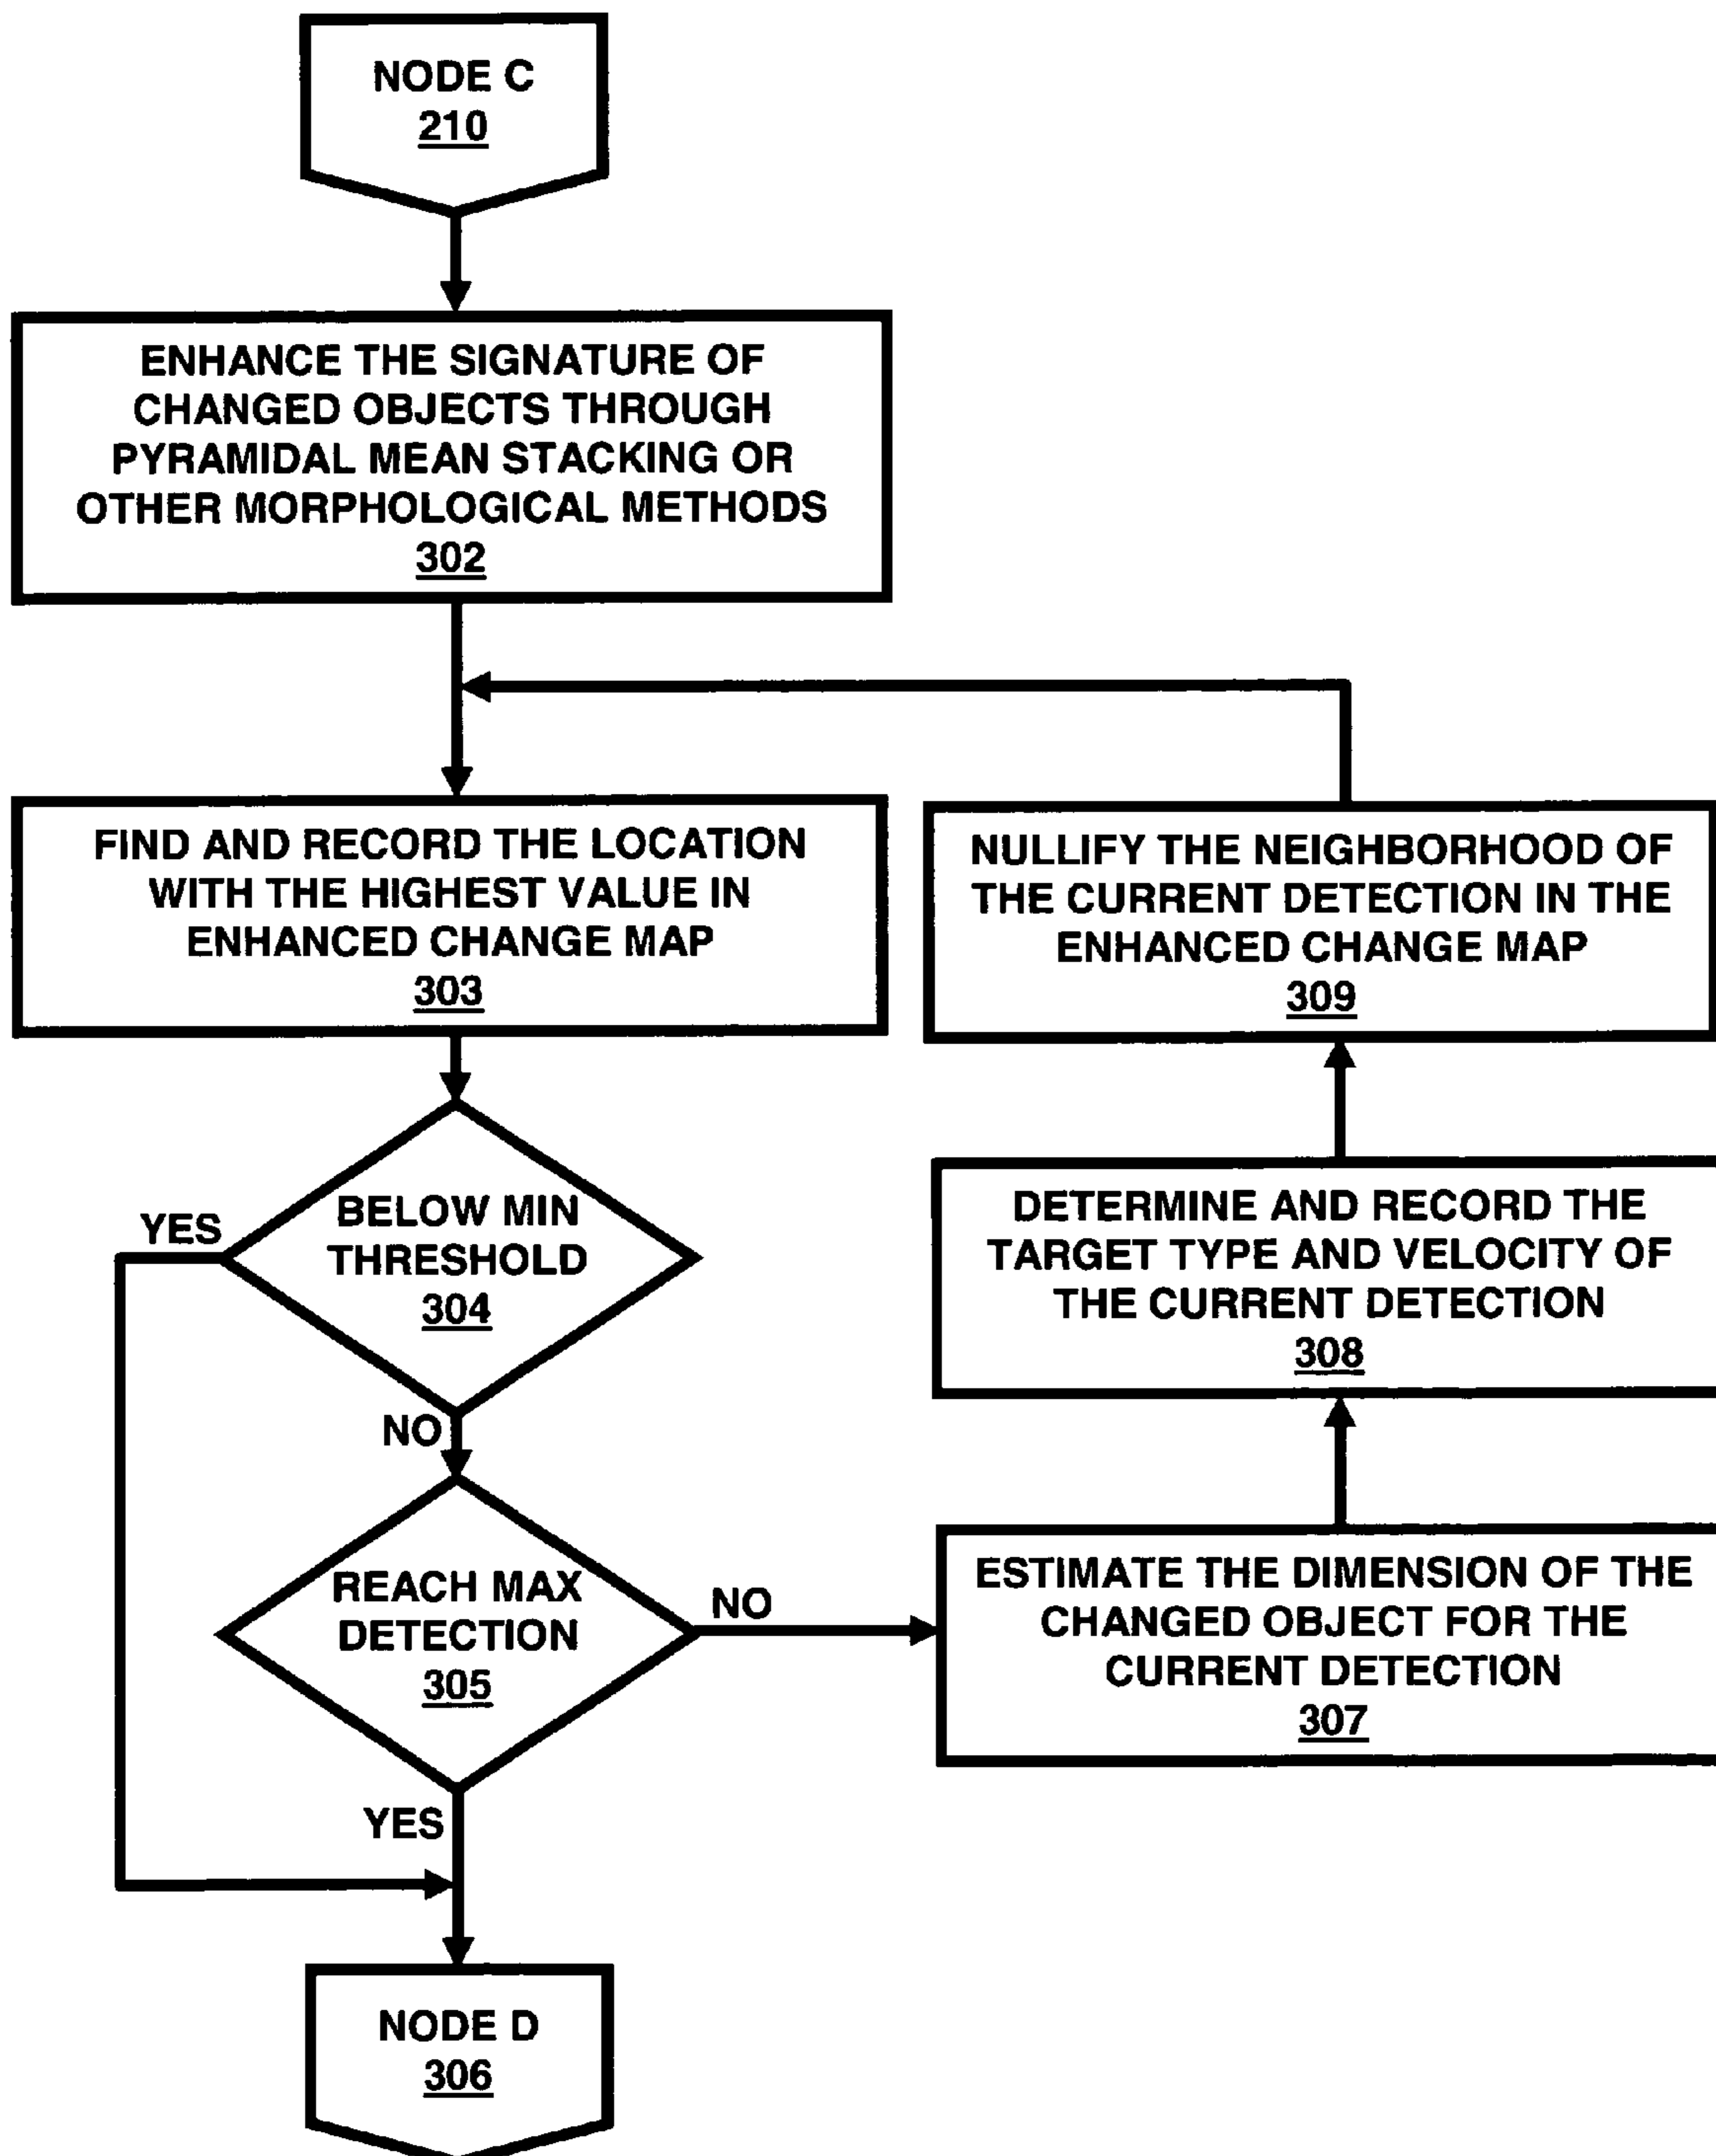 NODE C
210
ENHANCE THE SIGNATURE OF
CHANGED OBJECTS THROUGH
PYRAMIDAL MEAN STACKING OR
OTHER MORPHOLOGICAL METHODS
302
FIND AND RECORD THE LOCATION
WITH THE HIGHEST VALUE IN
ENHANCED CHANGE MAP
303
NULLIFY THE NEIGHBORHOOD OF
THE CURRENT DETECTION IN THE
ENHANCED CHANGE MAP
309
YES
BELOW MIN
THRESHOLD
304
NO
DETERMINE AND RECORD THE
TARGET TYPE AND VELOCITY OF
THE CURRENT DETECTION
308
REACH MAX
DETECTION
305
NO
YES
ESTIMATE THE DIMENSION OF THE
CHANGED OBJECT FOR THE
CURRENT DETECTION
307
NODE D
306